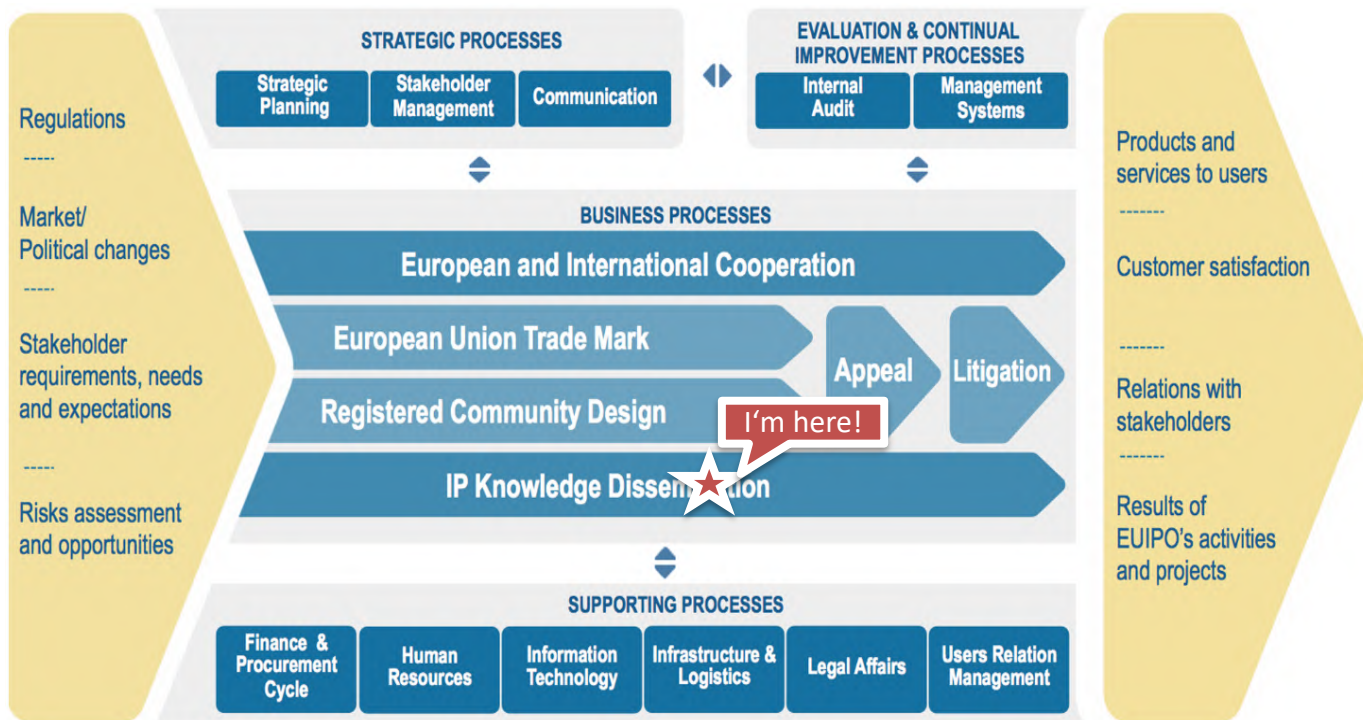 Regulations
-----
Market/
Political changes
-----
Stakeholder
requirements, needs
and expectations
-----
Risks assessment
and opportunities
STRATEGIC PROCESSES
Strategic
Planning
Stakeholder
Management
Communication
EVALUATION & CONTINUAL
IMPROVEMENT PROCESSES
Internal
Audit
Management
Systems
BUSINESS PROCESSES
European and International Cooperation
European Union Trade Mark
Registered Community Design
Appeal
Litigation
I'm here!
IP Knowledge
SUPPORTING PROCESSES
Finance &
Procurement
Cycle
Human
Resources
Information
Technology
Infrastructure &
Logistics
Legal Affairs
Users Relation
Management
Products and
services to users
-------
Customer satisfaction
-------
Relations with
stakeholders
-------
Results of
EUIPO's activities
and projects